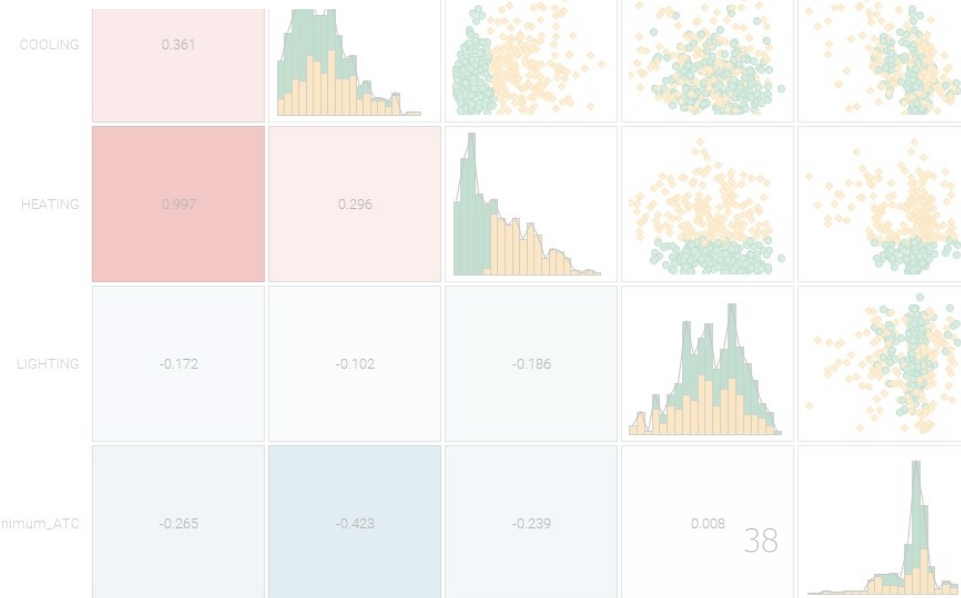 COOLING 0.361
HEATING 0.997 0.296
LIGHTING -0.172 -0.102 -0.186
nimum_ATC -0.265 -0.423 -0.239 0.008
38